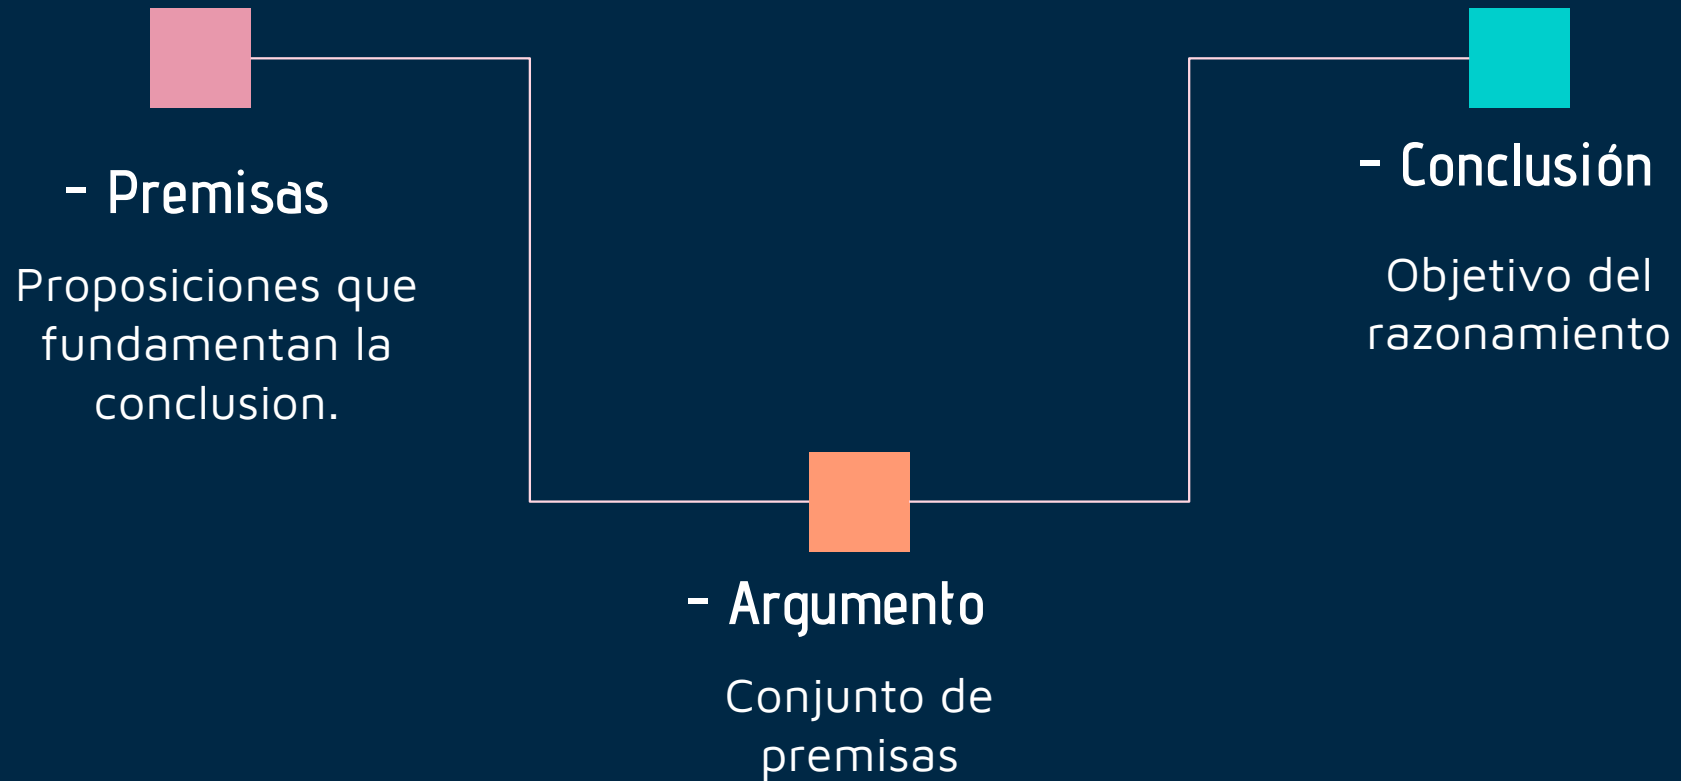 - Premisas
Proposiciones que
fundamentan la
conclusion.
- Argumento
Conjunto de
premisas
- Conclusión
Objetivo del
razonamiento